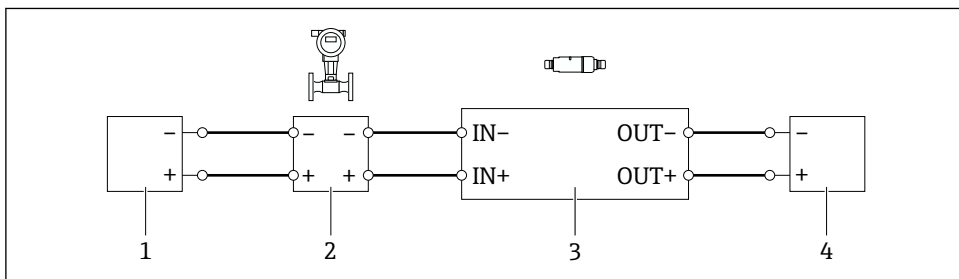 − − − IN− OUT− −
+ + + IN+ OUT+ +
1 2 3 4